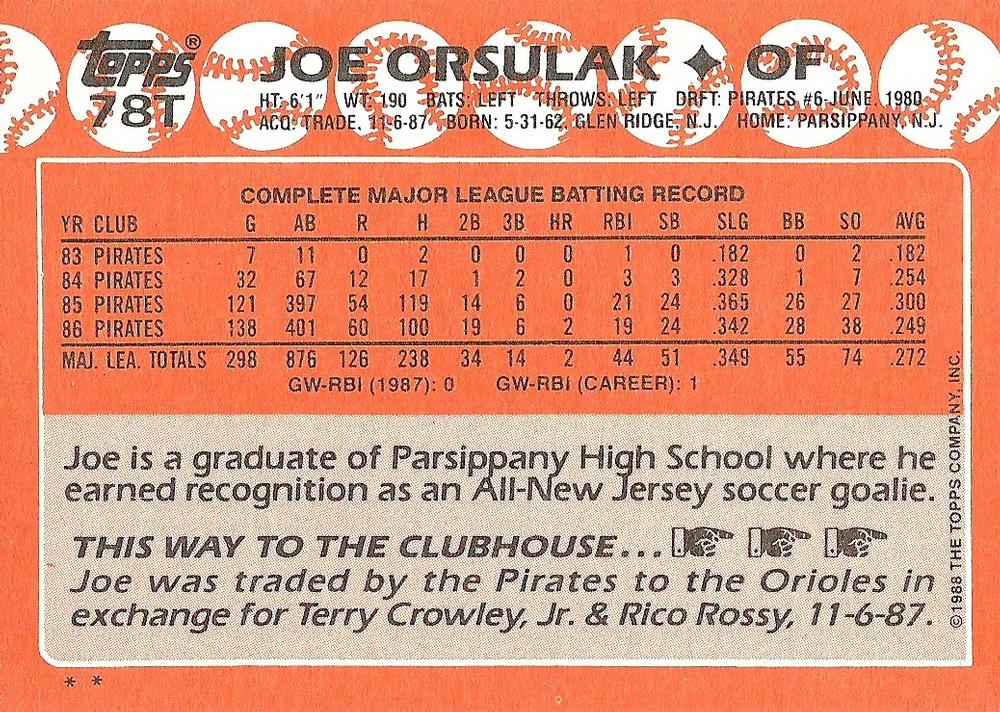 topps® JOE ORSULAK ♦ OF
78T HT: 6'1" WT: 190 BATS: LEFT THROWS: LEFT DRFT: PIRATES #6-JUNE, 1980
ACQ: TRADE, 11-6-87 BORN: 5-31-62, GLEN RIDGE, N.J. HOME: PARSIPPANY, N.J.
COMPLETE MAJOR LEAGUE BATTING RECORD
YR CLUB G AB R H 2B 3B HR RBI SB SLG BB SO AVG
83 PIRATES 7 11 0 2 0 0 0 1 0 .182 0 2 .182
84 PIRATES 32 67 12 17 1 2 0 3 3 .328 1 7 .254
85 PIRATES 121 397 54 119 14 6 0 21 24 .365 26 27 .300
86 PIRATES 138 401 60 100 19 6 2 19 24 .342 28 38 .249
MAJ. LEA. TOTALS 298 876 126 238 34 14 2 44 51 .349 55 74 .272
GW-RBI (1987): 0 GW-RBI (CAREER): 1
Joe is a graduate of Parsippany High School where he
earned recognition as an All-New Jersey soccer goalie.
THIS WAY TO THE CLUBHOUSE...
Joe was traded by the Pirates to the Orioles in
exchange for Terry Crowley, Jr. & Rico Rossy, 11-6-87.
©1988 THE TOPPS COMPANY, INC.
* *